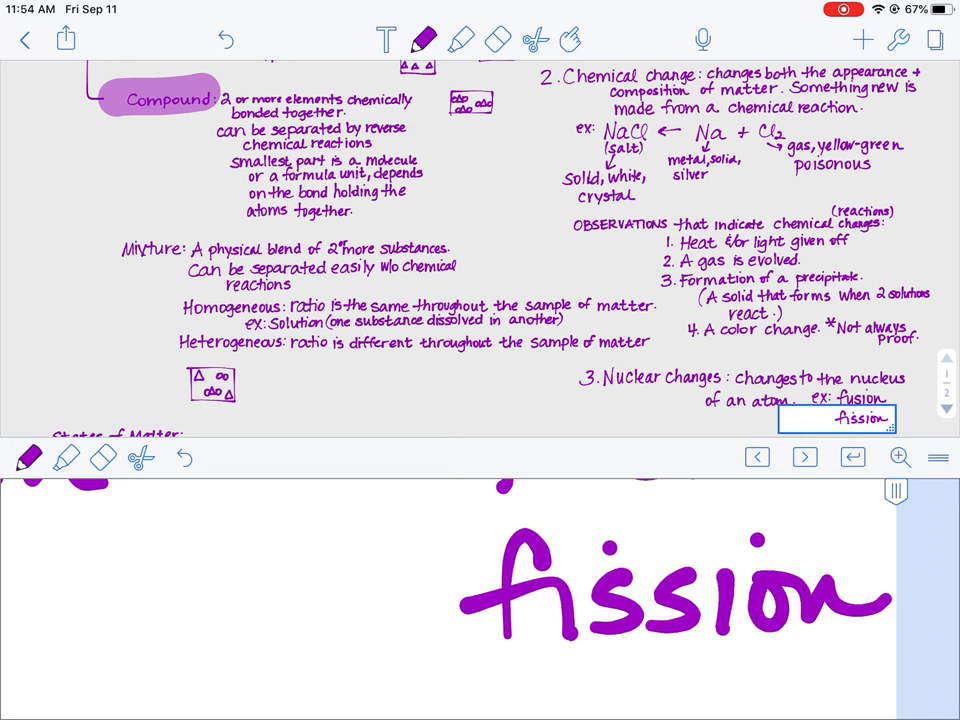 11:54 AM Fri Sep 11
67%
Compound: 2 or more elements chemically
bonded together.
can be separated by reverse
chemical reactions
smallest part is a molecule
or a formula unit, depends
on the bond holding the
atoms together.
Mixture: A physical blend of 2 or more substances.
Can be separated easily w/o chemical
reactions
Homogeneous: ratio is the same throughout the sample of matter.
ex: Solution (one substance dissolved in another)
Heterogeneous: ratio is different throughout the sample of matter
States of Matter:
2. Chemical change: changes both the appearance +
composition of matter. Something new is
made from a chemical reaction.
ex: NaCl ← Na + Cl2
(salt)
solid, white,
crystal
metal, solid,
silver
gas, yellow-green
poisonous
(reactions)
OBSERVATIONS that indicate chemical changes:
1. Heat &/or light given off
2. A gas is evolved.
3. Formation of a precipitate.
(A solid that forms when 2 solutions
react.)
4. A color change. *Not always
proof.
3. Nuclear Changes: changes to the nucleus
of an atom. ex: fusion
fission
1
2
fission